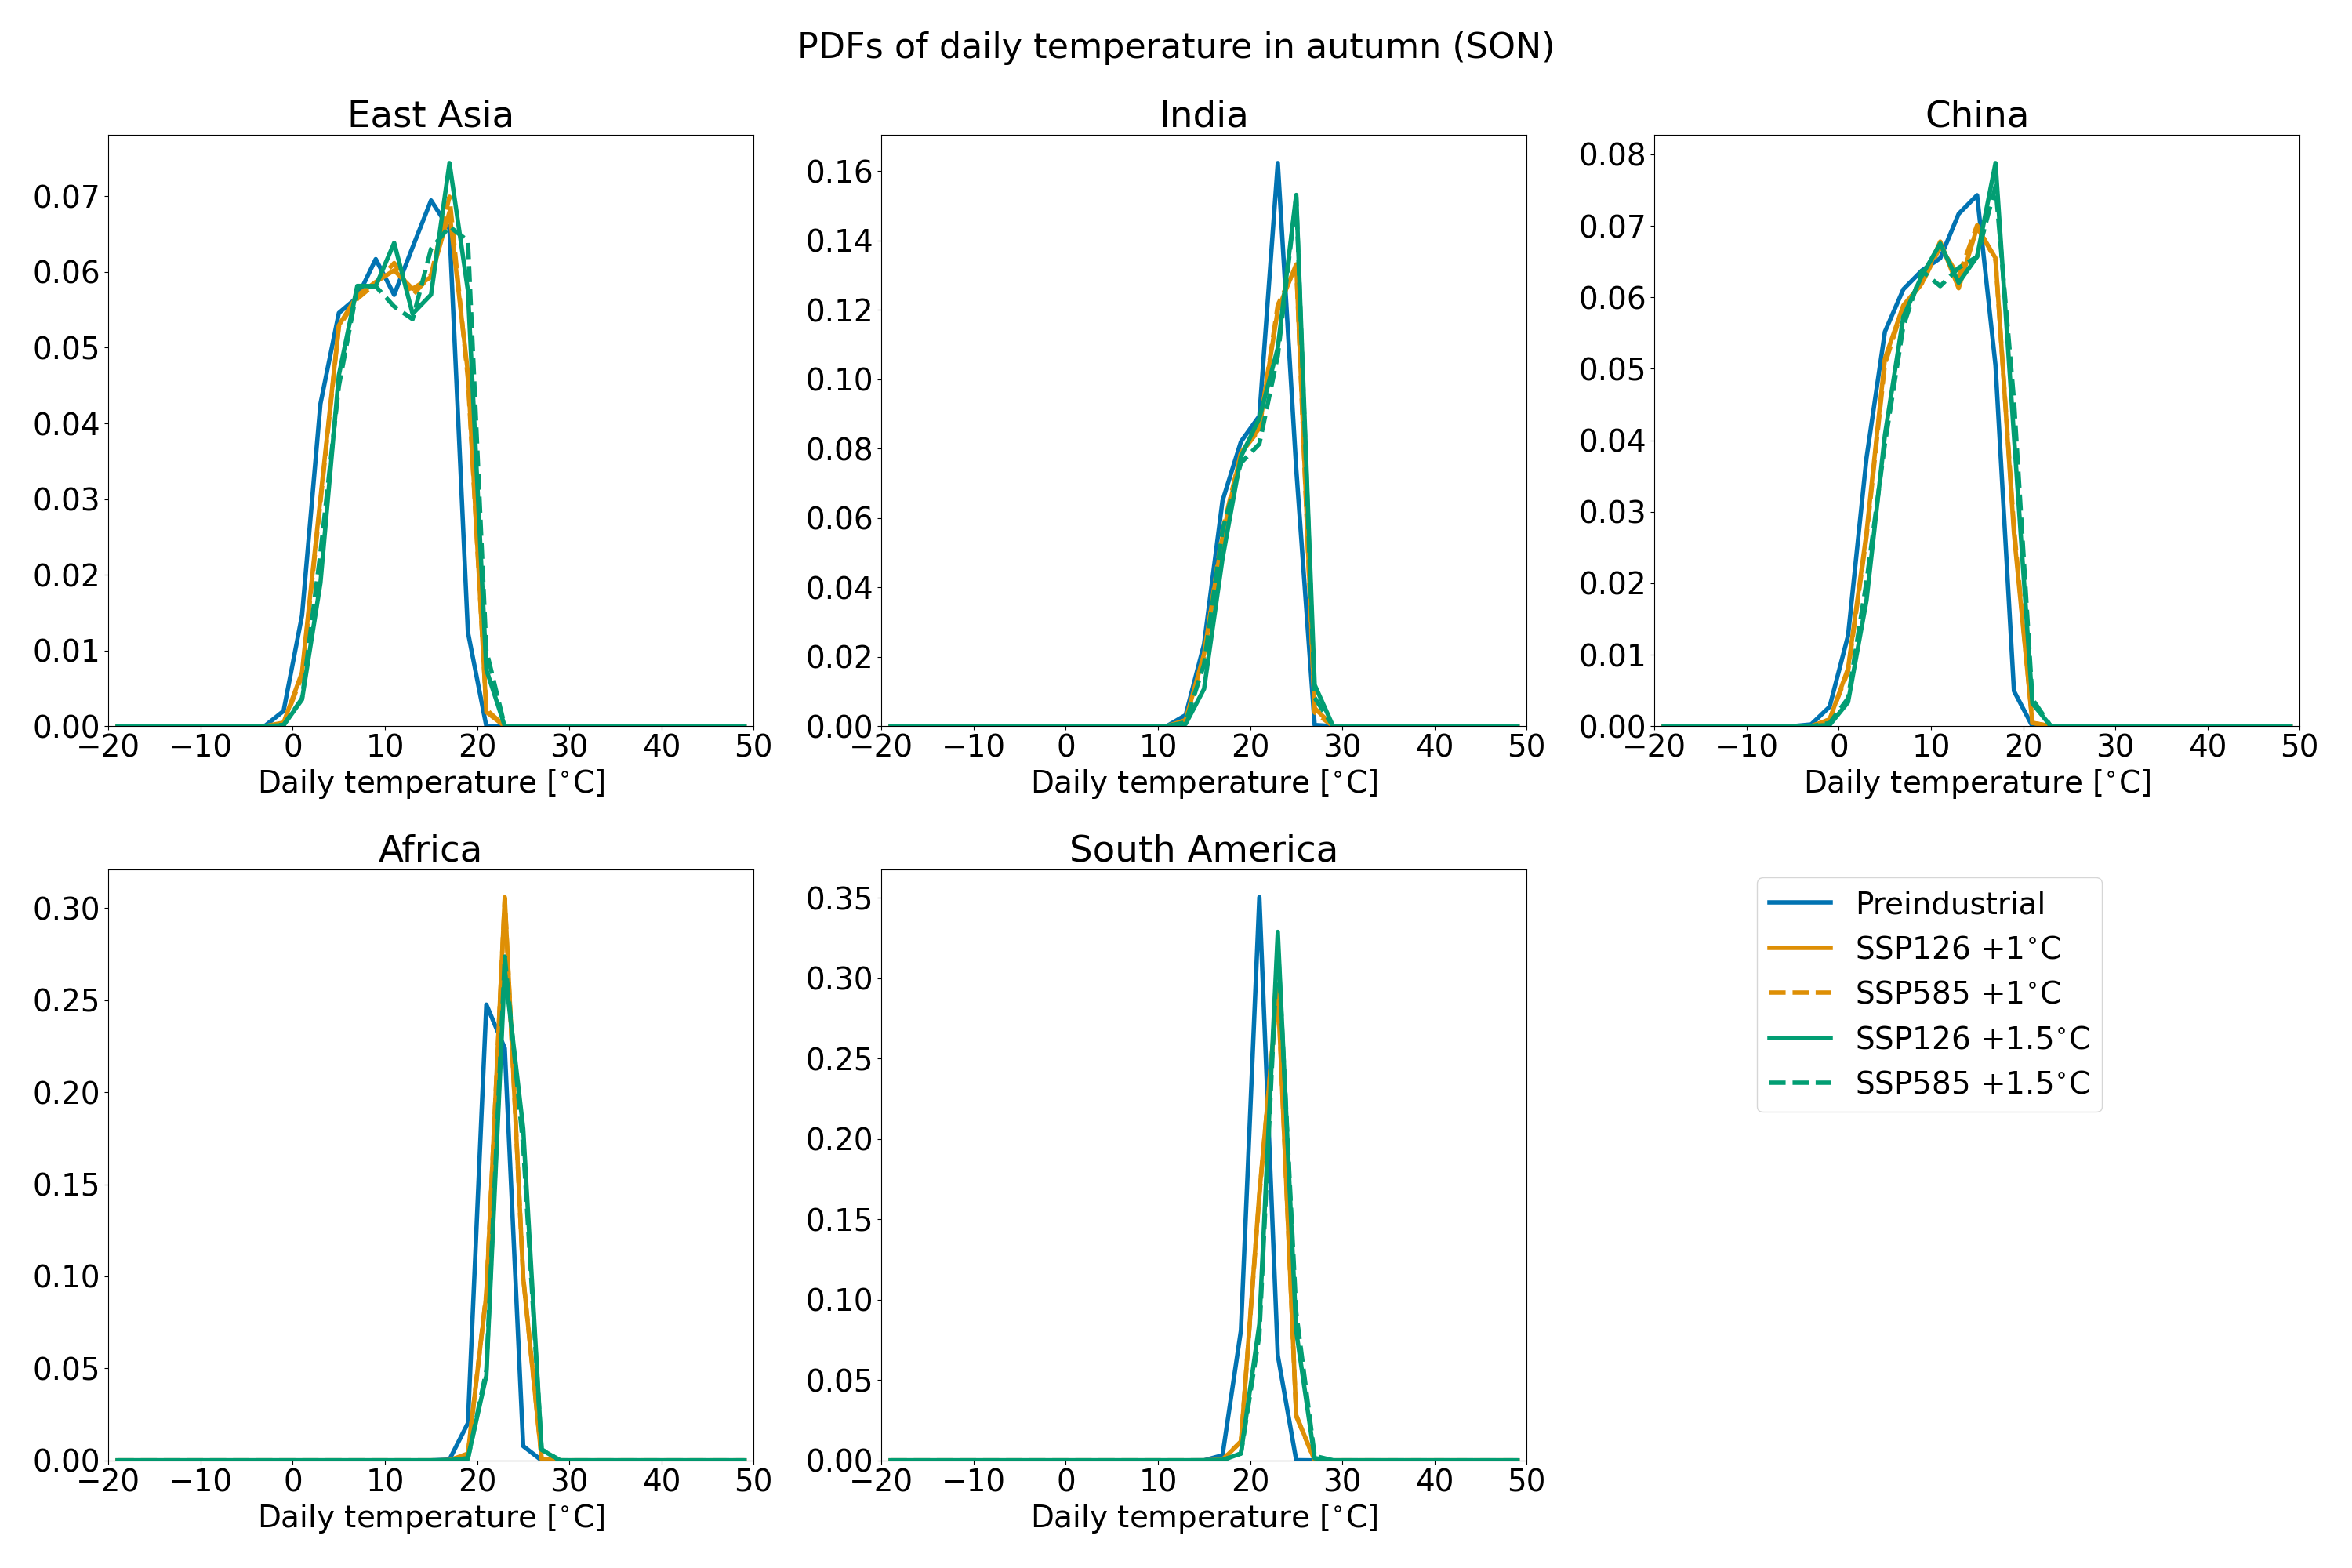 PDFs of daily temperature in autumn (SON)
East Asia
0.07
0.06
0.05
0.04
0.03
0.02
0.01
0.00
−20 −10 0 10 20 30 40 50
Daily temperature [°C]
India
0.16
0.14
0.12
0.10
0.08
0.06
0.04
0.02
0.00
−20 −10 0 10 20 30 40 50
Daily temperature [°C]
China
0.08
0.07
0.06
0.05
0.04
0.03
0.02
0.01
0.00
−20 −10 0 10 20 30 40 50
Daily temperature [°C]
Africa
0.30
0.25
0.20
0.15
0.10
0.05
0.00
−20 −10 0 10 20 30 40 50
Daily temperature [°C]
South America
0.35
0.30
0.25
0.20
0.15
0.10
0.05
0.00
−20 −10 0 10 20 30 40 50
Daily temperature [°C]
Preindustrial
SSP126 +1°C
SSP585 +1°C
SSP126 +1.5°C
SSP585 +1.5°C